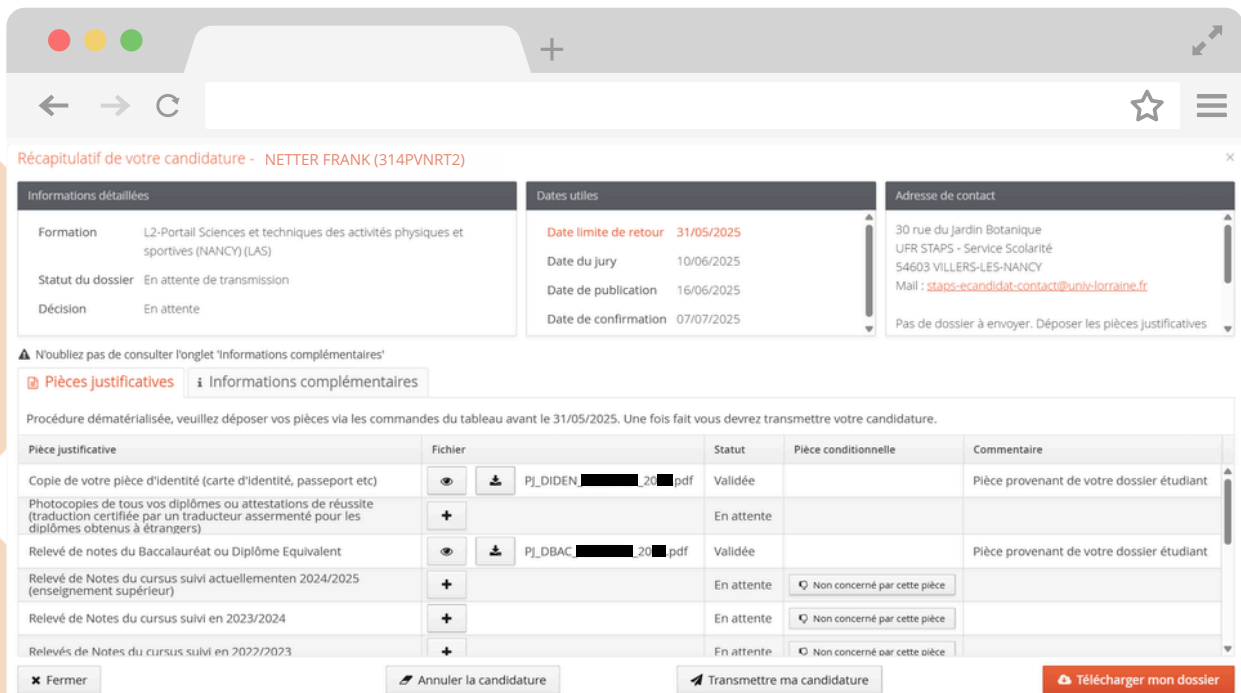 Récapitulatif de votre candidature - NETTER FRANK (314PVNRT2)
Informations détaillées
Formation L2-Portail Sciences et techniques des activités physiques et
sportives (NANCY) (LAS)
Statut du dossier En attente de transmission
Décision En attente
Dates utiles
Date limite de retour 31/05/2025
Date du jury 10/06/2025
Date de publication 16/06/2025
Date de confirmation 07/07/2025
Adresse de contact
30 rue du Jardin Botanique
UFR STAPS - Service Scolarité
54603 VILLERS-LES-NANCY
Mail : staps-ecandidat-contact@univ-lorraine.fr
Pas de dossier à envoyer. Déposer les pièces justificatives
N'oubliez pas de consulter l'onglet 'Informations complémentaires'
Pièces justificatives
Informations complémentaires
Procédure dématérialisée, veuillez déposer vos pièces via les commandes du tableau avant le 31/05/2025. Une fois fait vous devrez transmettre votre candidature.
Pièce justificative Fichier Statut Pièce conditionnelle Commentaire
Copie de votre pièce d'identité (carte d'identité, passeport etc) PJ_DIDEN_ _20 pdf Validée Pièce provenant de votre dossier étudiant
Photocopies de tous vos diplômes ou attestations de réussite
(traduction certifiée par un traducteur assermenté pour les
diplômes obtenus à étrangers)
En attente
Relevé de notes du Baccalauréat ou Diplôme Equivalent PJ_DBAC_ _20 .pdf Validée Pièce provenant de votre dossier étudiant
Relevé de Notes du cursus suivi actuellementen 2024/2025
(enseignement supérieur)
En attente Non concerné par cette pièce
Relevé de Notes du cursus suivi en 2023/2024 En attente Non concerné par cette pièce
Relevés de Notes du cursus suivi en 2022/2023 En attente Non concerné par cette pièce
Fermer
Annuler la candidature
Transmettre ma candidature
Télécharger mon dossier